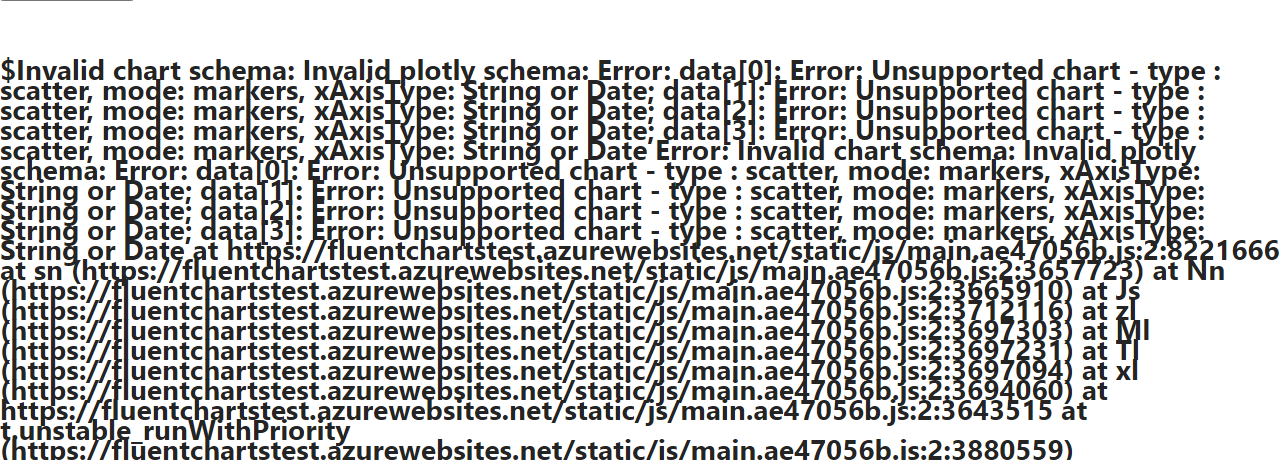 $Invalid chart schema: Invalid plotly schema: Error: data[0]: Error: Unsupported chart - type :
scatter, mode: markers, xAxisType: String or Date; data[1]: Error: Unsupported chart - type :
scatter, mode: markers, xAxisType: String or Date; data[2]: Error: Unsupported chart - type :
scatter, mode: markers, xAxisType: String or Date; data[3]: Error: Unsupported chart - type :
scatter, mode: markers, xAxisType: String or Date Error: Invalid chart schema: Invalid plotly
schema: Error: data[0]: Error: Unsupported chart - type : scatter, mode: markers, xAxisType:
String or Date; data[1]: Error: Unsupported chart - type : scatter, mode: markers, xAxisType:
String or Date; data[2]: Error: Unsupported chart - type : scatter, mode: markers, xAxisType:
String or Date; data[3]: Error: Unsupported chart - type : scatter, mode: markers, xAxisType:
String or Date at https://fluentchartstest.azurewebsites.net/static/js/main.ae47056b.js:2:8221666
at sn (https://fluentchartstest.azurewebsites.net/static/js/main.ae47056b.js:2:3657723) at Nn
(https://fluentchartstest.azurewebsites.net/static/js/main.ae47056b.js:2:3665910) at Js
(https://fluentchartstest.azurewebsites.net/static/js/main.ae47056b.js:2:3712116) at zl
(https://fluentchartstest.azurewebsites.net/static/js/main.ae47056b.js:2:3697303) at Ml
(https://fluentchartstest.azurewebsites.net/static/js/main.ae47056b.js:2:3697231) at Tl
(https://fluentchartstest.azurewebsites.net/static/js/main.ae47056b.js:2:3697094) at xl
(https://fluentchartstest.azurewebsites.net/static/js/main.ae47056b.js:2:3694060) at
https://fluentchartstest.azurewebsites.net/static/js/main.ae47056b.js:2:3643515 at
t.unstable_runWithPriority
(https://fluentchartstest.azurewebsites.net/static/js/main.ae47056b.js:2:3880559)